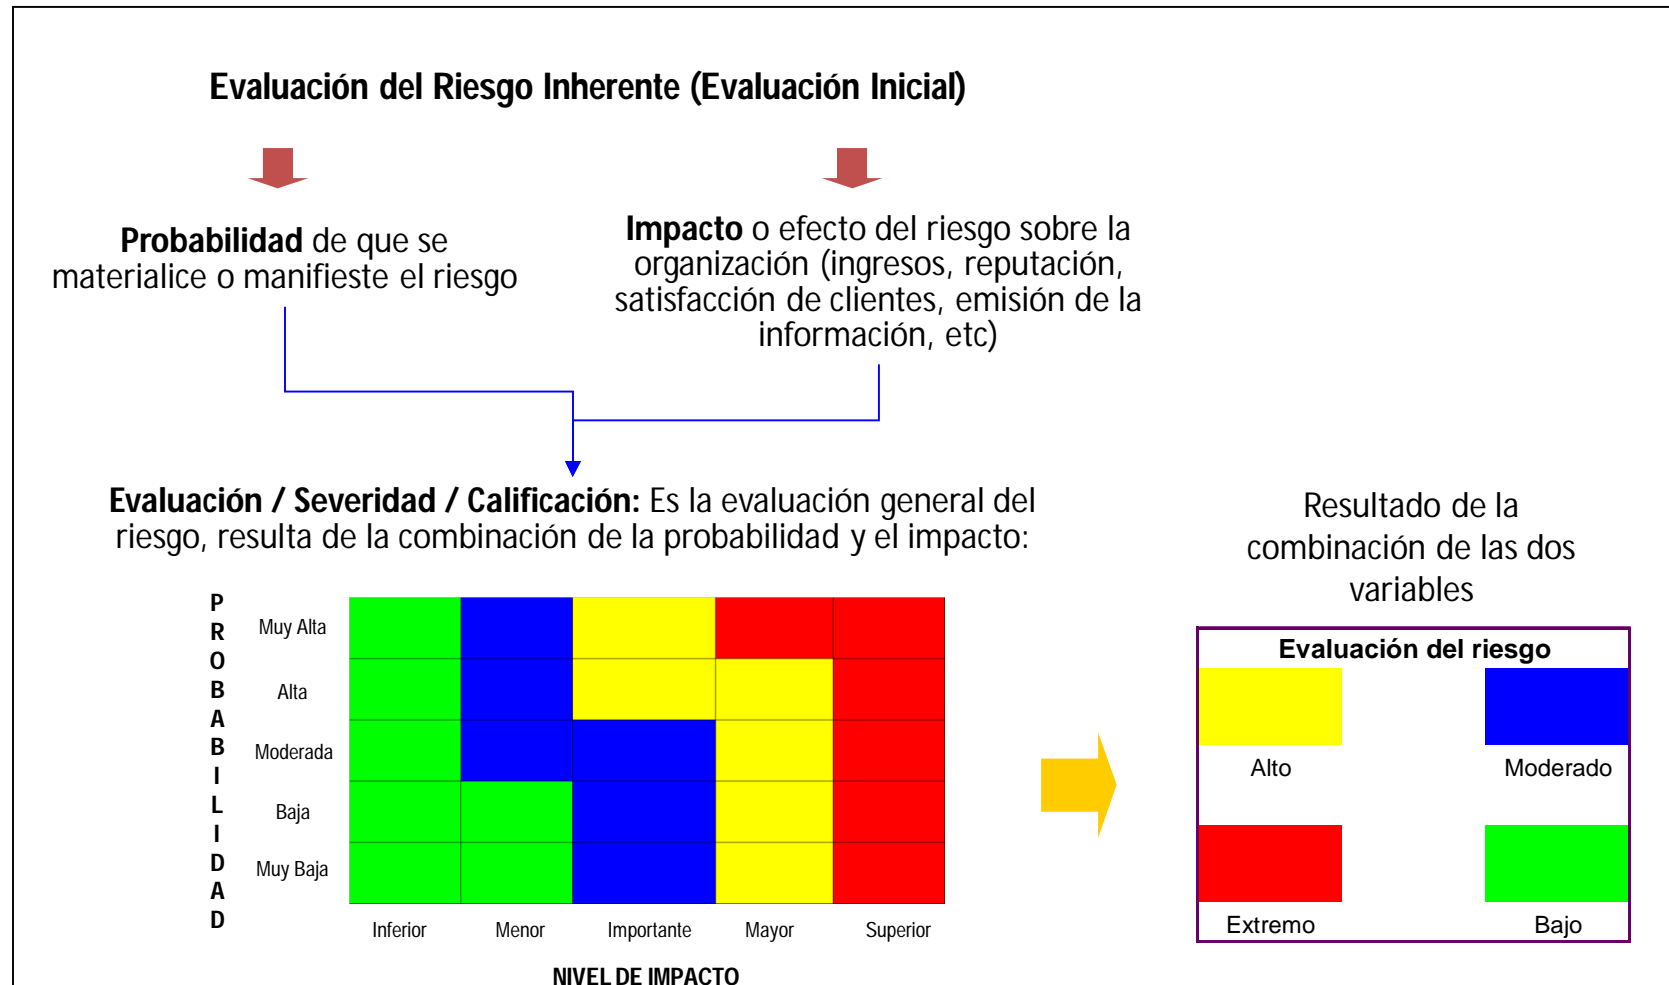 Evaluación del Riesgo Inherente (Evaluación Inicial)
Probabilidad de que se
materialice o manifieste el riesgo
Impacto o efecto del riesgo sobre la
organización (ingresos, reputación,
satisfacción de clientes, emisión de la
información, etc)
Evaluación / Severidad / Calificación: Es la evaluación general del
riesgo, resulta de la combinación de la probabilidad y el impacto:
PROBABILIDAD
Muy Alta
Alta
Moderada
Baja
Muy Baja
Inferior
Menor
Importante
Mayor
Superior
NIVEL DE IMPACTO
Resultado de la
combinación de las dos
variables
Evaluación del riesgo
Alto
Moderado
Extremo
Bajo